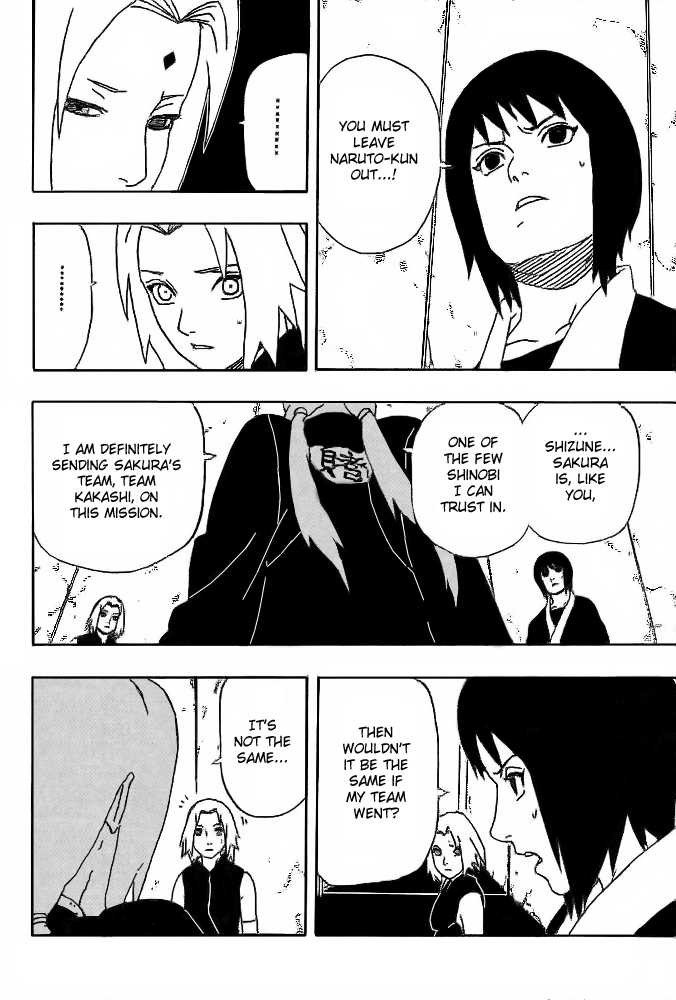 YOU MUST
LEAVE
NARUTO-KUN
OUT...!
.........
.........
...
SHIZUNE...
SAKURA
IS, LIKE
YOU,
ONE OF
THE FEW
SHINOBI
I CAN
TRUST IN.
I AM DEFINITELY
SENDING SAKURA'S
TEAM, TEAM
KAKASHI, ON
THIS MISSION.
THEN
WOULDN'T
IT BE THE
SAME IF
MY TEAM
WENT?
IT'S
NOT THE
SAME...